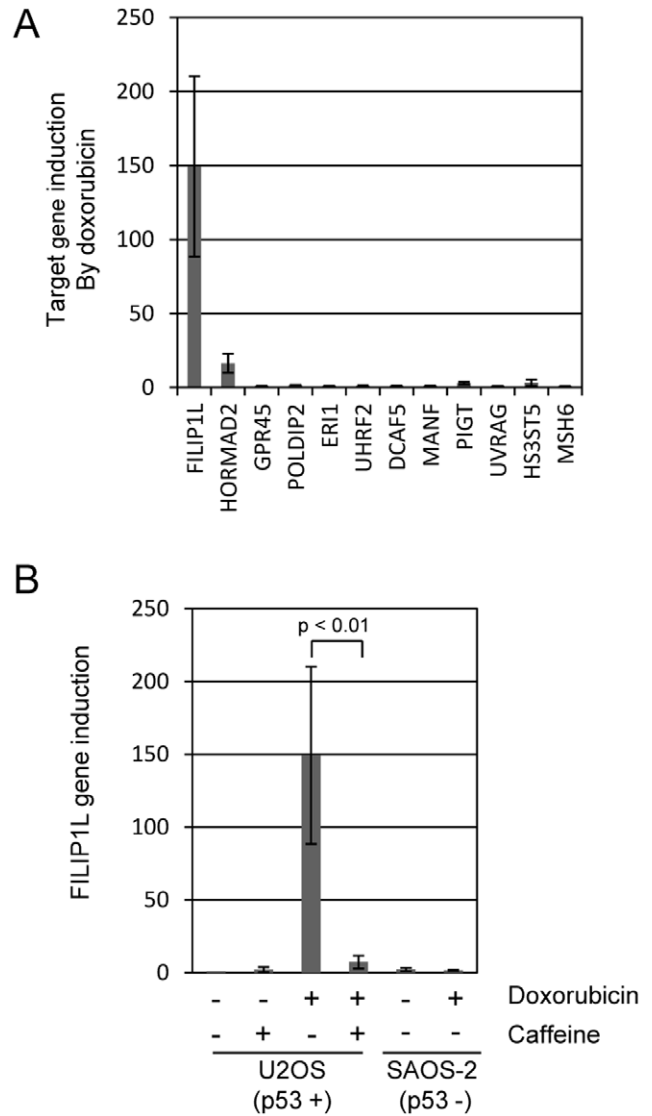 A
Target gene induction
By doxorubicin
250
200
150
100
50
0
FILIP1L
HORMAD2
GPR45
POLDIP2
ERI1
UHRF2
DCAF5
MANF
PIGT
UVRAG
HS3ST5
MSH6
B
FILIP1L gene induction
250
200
150
100
50
0
p < 0.01
- - + + - + Doxorubicin
- + - + - - Caffeine
U2OS SAOS-2
(p53 +) (p53 -)